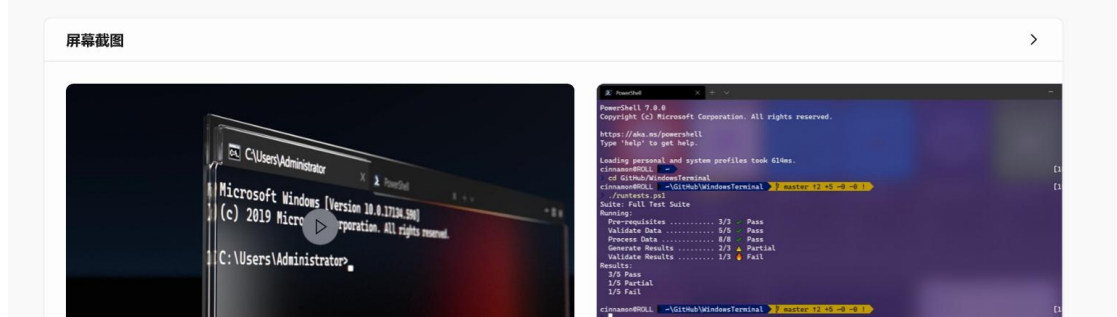 屏幕截图
C:\Users\Administrator
PowerShell
Microsoft Windows [Version 10.0.17134.590]
(c) 2019 Micro poration. All rights reserved.
C:\Users\Administrator>
PowerShell
PowerShell 7.0.0
Copyright (c) Microsoft Corporation. All rights reserved.
https://aka.ms/powershell
Type 'help' to get help.
Loading personal and system profiles took 614ms.
cinnamon@ROLL ~
cd GitHub/WindowsTerminal
cinnamon@ROLL ~\GitHub\WindowsTerminal master ↑2 +5 ~0 -0 !
./runtests.ps1
Suite: Full Test Suite
Running:
Pre-requisites .......... 3/3 ✓ Pass
Validate Data ........... 5/5 ✓ Pass
Process Data ............ 8/8 ✓ Pass
Generate Results ........ 2/3 ⚠ Partial
Validate Results ........ 1/3 🔥 Fail
Results:
3/5 Pass
1/5 Partial
1/5 Fail
cinnamon@ROLL ~\GitHub\WindowsTerminal master ↑2 +5 ~0 -0 !